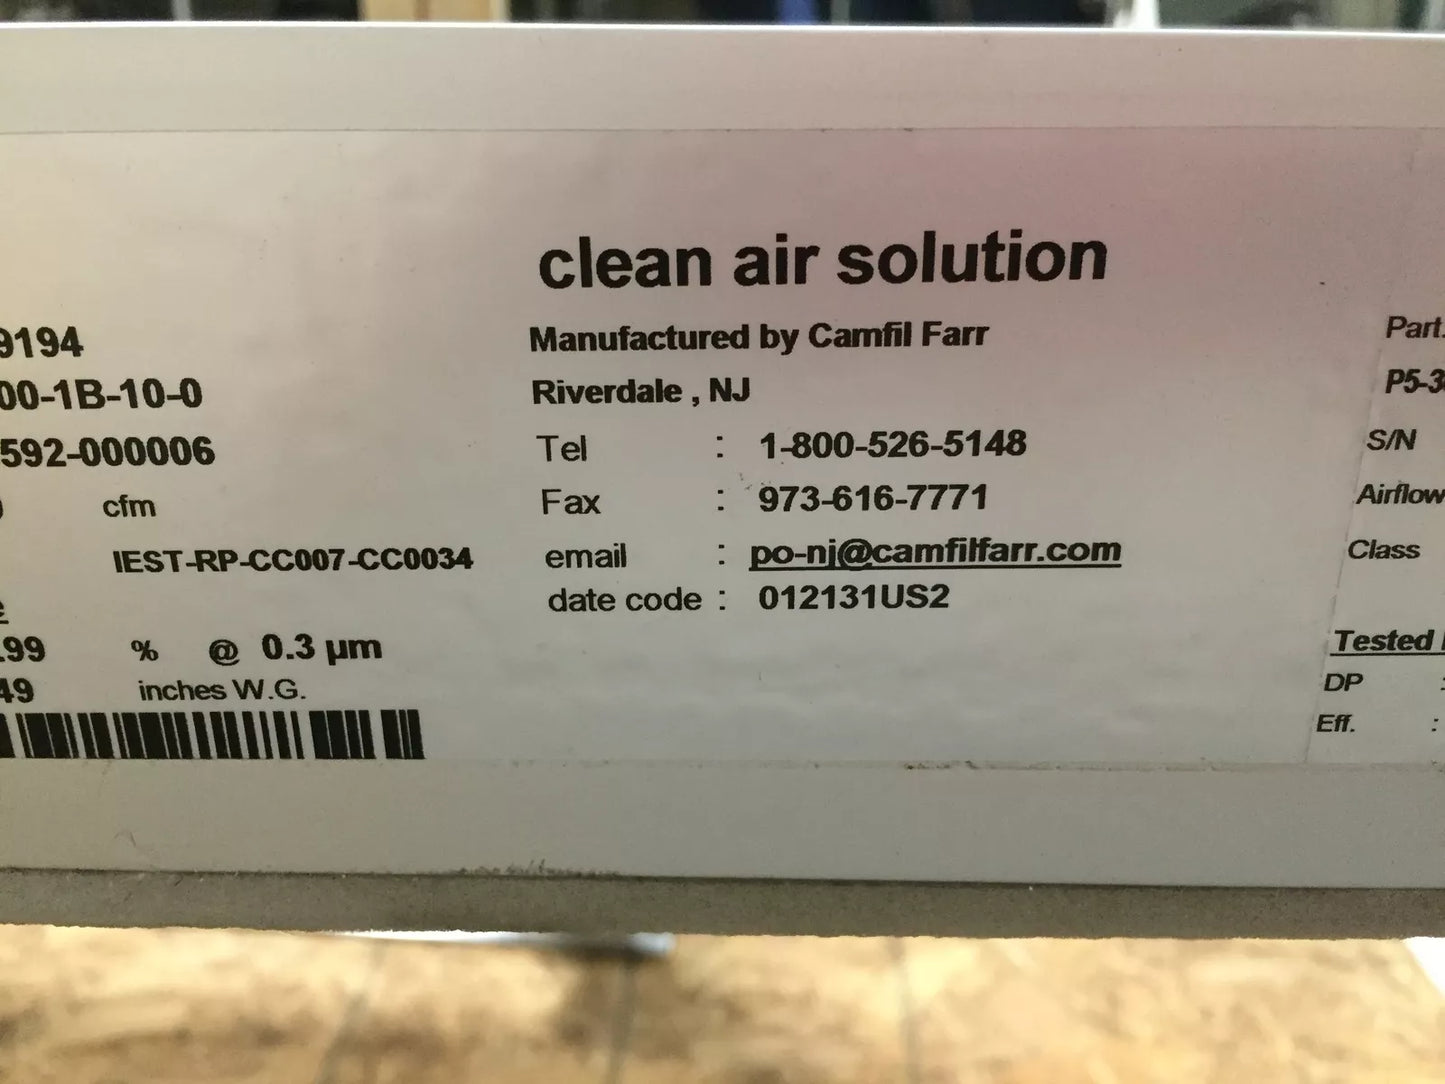 9194
00-1B-10-0
592-000006
cfm
IEST-RP-CC007-CC0034
.99 % @ 0.3 µm
49 inches W.G.
clean air solution
Manufactured by Camfil Farr
Riverdale , NJ
Tel : 1-800-526-5148
Fax : 973-616-7771
email : po-nj@camfilfarr.com
date code : 012131US2
Part.
P5-3
S/N
Airflow
Class
Tested
DP :
Eff. :